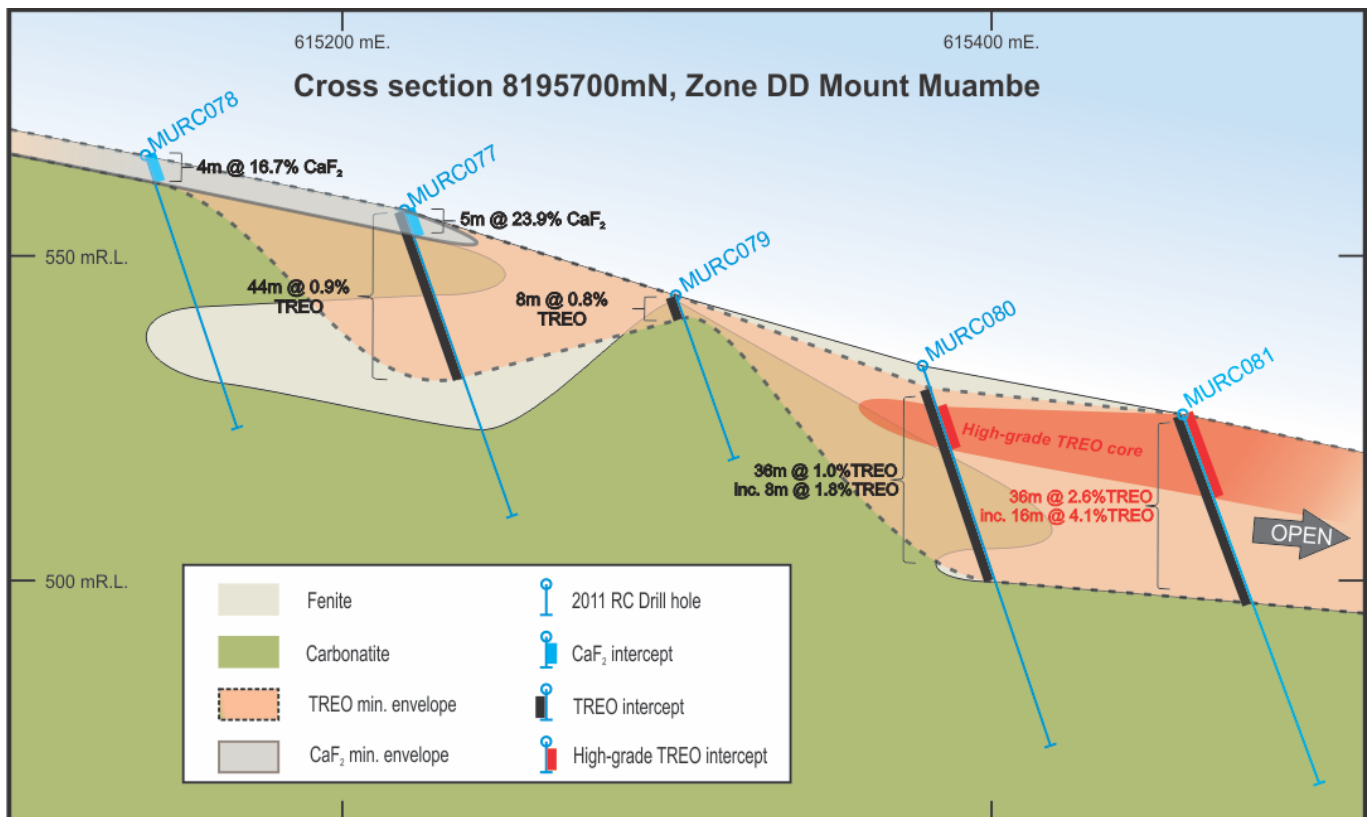 615200 mE.
615400 mE.
Cross section 8195700mN, Zone DD Mount Muambe
MURC078
4m @ 16.7% CaF₂
MURC077
5m @ 23.9% CaF₂
550 mR.L.
44m @ 0.9%
TREO
MURC079
8m @ 0.8%
TREO
MURC080
MURC081
High-grade TREO core
36m @ 1.0%TREO
inc. 8m @ 1.8%TREO
36m @ 2.6%TREO
inc. 16m @ 4.1%TREO
OPEN
500 mR.L.
Fenite
Carbonatite
TREO min. envelope
CaF₂ min. envelope
2011 RC Drill hole
CaF₂ intercept
TREO intercept
High-grade TREO intercept